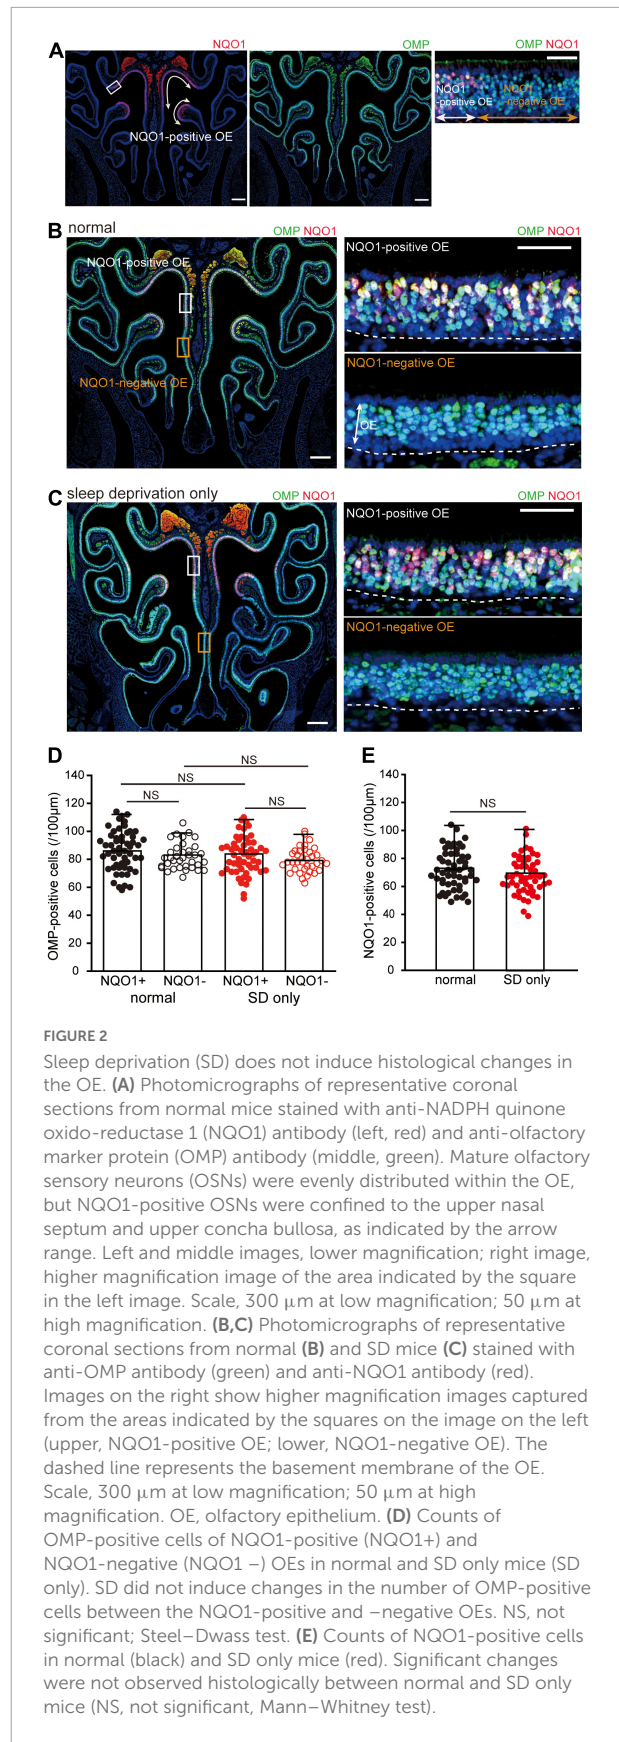 A
NQO1
OMP
OMP NQO1
NQO1-positive OE
NQO1
-positive OE
NQO1
-negative OE
B normal
OMP NQO1
NQO1-positive OE
NQO1-negative OE
NQO1-positive OE
NQO1-negative OE
OE
C sleep deprivation only
OMP NQO1
OMP NQO1
NQO1-positive OE
NQO1-negative OE
D
OMP-positive cells (/100μm)
140
120
100
80
60
40
20
0
NS
NS
NS
NS
NQO1+ NQO1- NQO1+ NQO1-
normal SD only
E
NQO1-positive cells (/100μm)
140
120
100
80
60
40
20
0
NS
normal SD only
FIGURE 2
Sleep deprivation (SD) does not induce histological changes in
the OE. (A) Photomicrographs of representative coronal
sections from normal mice stained with anti-NADPH quinone
oxido-reductase 1 (NQO1) antibody (left, red) and anti-olfactory
marker protein (OMP) antibody (middle, green). Mature olfactory
sensory neurons (OSNs) were evenly distributed within the OE,
but NQO1-positive OSNs were confined to the upper nasal
septum and upper concha bullosa, as indicated by the arrow
range. Left and middle images, lower magnification; right image,
higher magnification image of the area indicated by the square
in the left image. Scale, 300 μm at low magnification; 50 μm at
high magnification. (B,C) Photomicrographs of representative
coronal sections from normal (B) and SD mice (C) stained with
anti-OMP antibody (green) and anti-NQO1 antibody (red).
Images on the right show higher magnification images captured
from the areas indicated by the squares on the image on the left
(upper, NQO1-positive OE; lower, NQO1-negative OE). The
dashed line represents the basement membrane of the OE.
Scale, 300 μm at low magnification; 50 μm at high
magnification. OE, olfactory epithelium. (D) Counts of
OMP-positive cells of NQO1-positive (NQO1+) and
NQO1-negative (NQO1 –) OEs in normal and SD only mice (SD
only). SD did not induce changes in the number of OMP-positive
cells between the NQO1-positive and –negative OEs. NS, not
significant; Steel–Dwass test. (E) Counts of NQO1-positive cells
in normal (black) and SD only mice (red). Significant changes
were not observed histologically between normal and SD only
mice (NS, not significant, Mann–Whitney test).